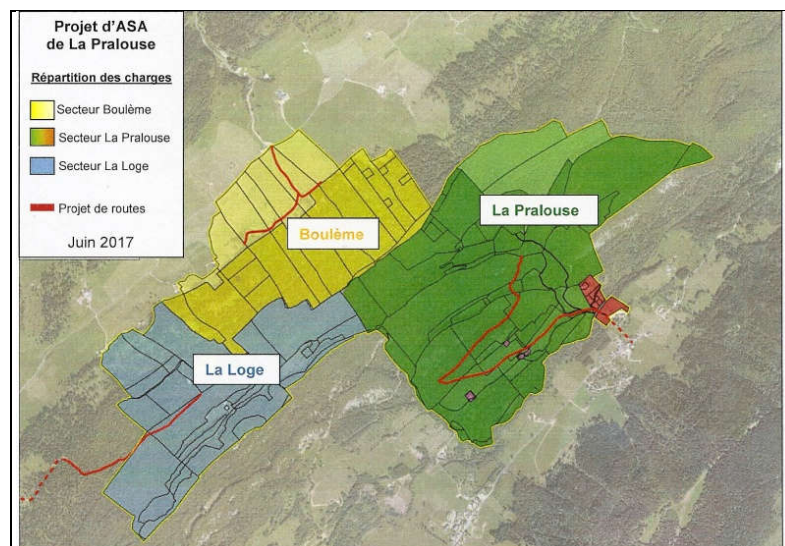 Projet d'ASA
de La Pralouse
Répartition des charges
Secteur Boulème
Secteur La Pralouse
Secteur La Loge
Projet de routes
Juin 2017
La Pralouse
Boulème
La Loge